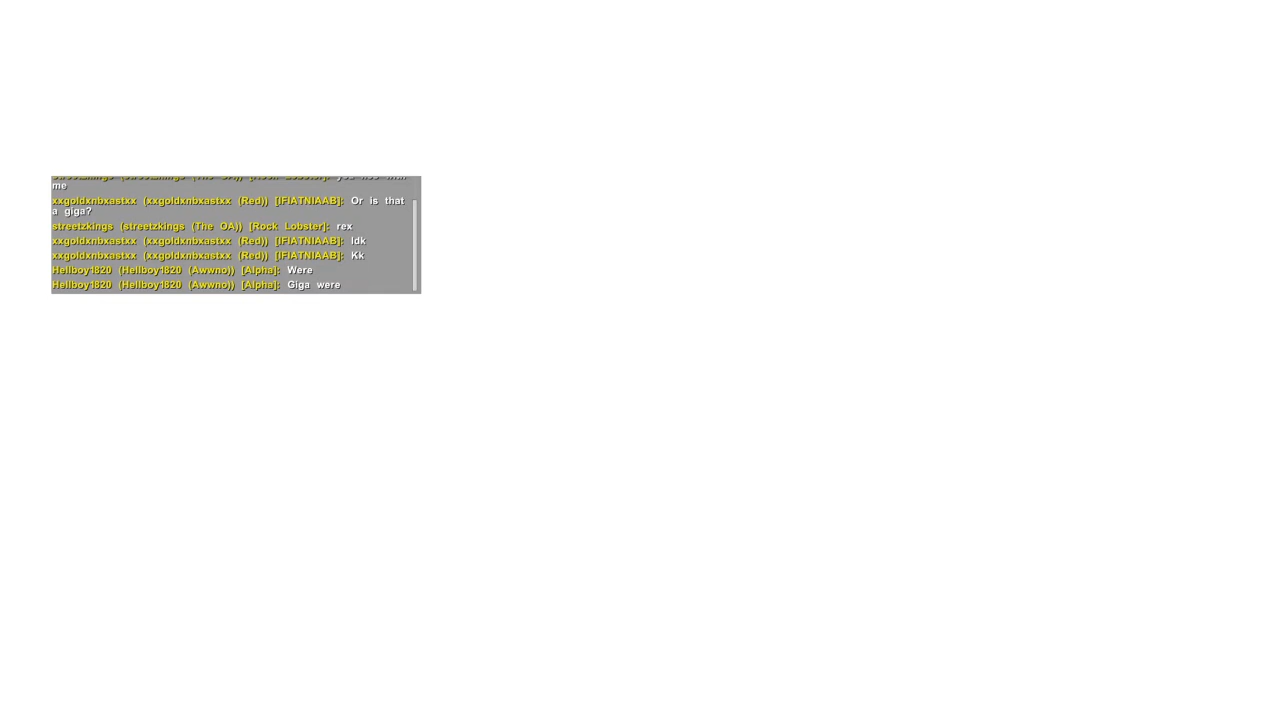 me
xxgoldxnbxastxx (xxgoldxnbxastxx (Red)) [IFIATNIAAB]: Or is that
a giga?
streetzkings (streetzkings (The OA)) [Rock Lobster]: rex
xxgoldxnbxastxx (xxgoldxnbxastxx (Red)) [IFIATNIAAB]: Idk
xxgoldxnbxastxx (xxgoldxnbxastxx (Red)) [IFIATNIAAB]: Kk
Hellboy1820 (Hellboy1820 (Awwno)) [Alpha]: Were
Hellboy1820 (Hellboy1820 (Awwno)) [Alpha]: Giga were